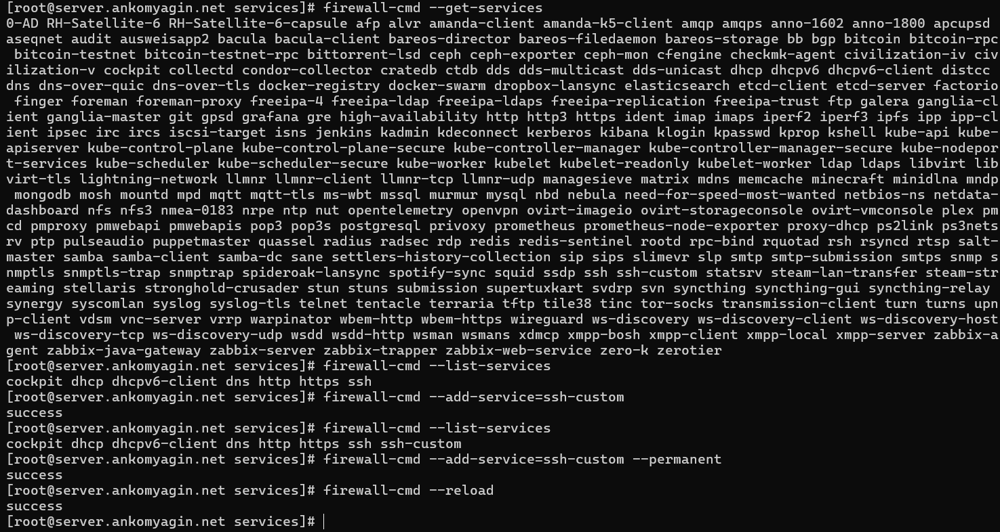 [root@server.ankomyagin.net services]# firewall-cmd --get-services
0-AD RH-Satellite-6 RH-Satellite-6-capsule afp alvr amanda-client amanda-k5-client amqp amqps anno-1602 anno-1800 apcupsd
aseqnet audit ausweisapp2 bacula bacula-client bareos-director bareos-filedaemon bareos-storage bb bgp bitcoin bitcoin-rpc
 bitcoin-testnet bitcoin-testnet-rpc bittorrent-lsd ceph ceph-exporter ceph-mon cfengine checkmk-agent civilization-iv civ
ilization-v cockpit collectd condor-collector cratedb ctdb dds dds-multicast dds-unicast dhcp dhcpv6 dhcpv6-client distcc
dns dns-over-quic dns-over-tls docker-registry docker-swarm dropbox-lansync elasticsearch etcd-client etcd-server factorio
 finger foreman foreman-proxy freeipa-4 freeipa-ldap freeipa-ldaps freeipa-replication freeipa-trust ftp galera ganglia-cl
ient ganglia-master git gpsd grafana gre high-availability http http3 https ident imap imaps iperf2 iperf3 ipfs ipp ipp-cl
ient ipsec irc ircs iscsi-target isns jenkins kadmin kdeconnect kerberos kibana klogin kpasswd kprop kshell kube-api kube-
apiserver kube-control-plane kube-control-plane-secure kube-controller-manager kube-controller-manager-secure kube-nodepor
t-services kube-scheduler kube-scheduler-secure kube-worker kubelet kubelet-readonly kubelet-worker ldap ldaps libvirt lib
virt-tls lightning-network llmnr llmnr-client llmnr-tcp llmnr-udp managesieve matrix mdns memcache minecraft minidlna mndp
 mongodb mosh mountd mpd mqtt mqtt-tls ms-wbt mssql murmur mysql nbd nebula need-for-speed-most-wanted netbios-ns netdata-
dashboard nfs nfs3 nmea-0183 nrpe ntp nut opentelemetry openvpn ovirt-imageio ovirt-storageconsole ovirt-vmconsole plex pm
cd pmproxy pmwebapi pmwebapis pop3 pop3s postgresql privoxy prometheus prometheus-node-exporter proxy-dhcp ps2link ps3nets
rv ptp pulseaudio puppetmaster quassel radius radsec rdp redis redis-sentinel rootd rpc-bind rquotad rsh rsyncd rtsp salt-
master samba samba-client samba-dc sane settlers-history-collection sip sips slimevr slp smtp smtp-submission smtps snmp s
nmptls snmptls-trap snmptrap spideroak-lansync spotify-sync squid ssdp ssh ssh-custom statsrv steam-lan-transfer steam-str
eaming stellaris stronghold-crusader stun stuns submission supertuxkart svdrp svn syncthing syncthing-gui syncthing-relay
synergy syscomlan syslog syslog-tls telnet tentacle terraria tftp tile38 tinc tor-socks transmission-client turn turns upn
p-client vdsm vnc-server vrrp warpinator wbem-http wbem-https wireguard ws-discovery ws-discovery-client ws-discovery-host
 ws-discovery-tcp ws-discovery-udp wsdd wsdd-http wsman wsmans xdmcp xmpp-bosh xmpp-client xmpp-local xmpp-server zabbix-a
gent zabbix-java-gateway zabbix-server zabbix-trapper zabbix-web-service zero-k zerotier
[root@server.ankomyagin.net services]# firewall-cmd --list-services
cockpit dhcp dhcpv6-client dns http https ssh
[root@server.ankomyagin.net services]# firewall-cmd --add-service=ssh-custom
success
[root@server.ankomyagin.net services]# firewall-cmd --list-services
cockpit dhcp dhcpv6-client dns http https ssh ssh-custom
[root@server.ankomyagin.net services]# firewall-cmd --add-service=ssh-custom --permanent
success
[root@server.ankomyagin.net services]# firewall-cmd --reload
success
[root@server.ankomyagin.net services]#